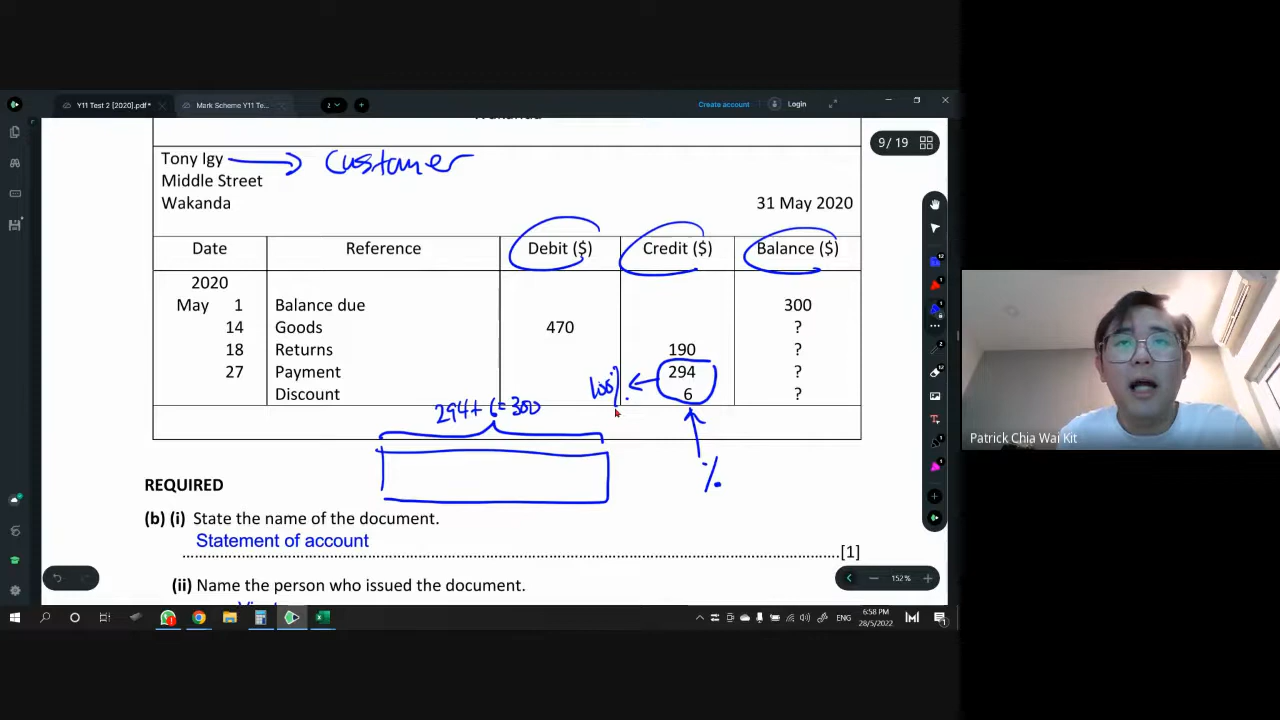 Y11 Test 2 [2020].pdf*
Mark Scheme Y11 Te...
2
Create account
Login
9 / 19
Tony Igy
customer
Middle Street
Wakanda
31 May 2020
Date Reference Debit ($) Credit ($) Balance ($)
2020
May 1 Balance due 300
14 Goods 470 ?
18 Returns 190 ?
27 Payment 294 ?
100%
Discount 6 ?
294 + 6 = 300
%
REQUIRED
(b) (i) State the name of the document.
Statement of account
[1]
(ii) Name the person who issued the document.
152%
Patrick Chia Wai Kit
ENG
6:58 PM
28/5/2022